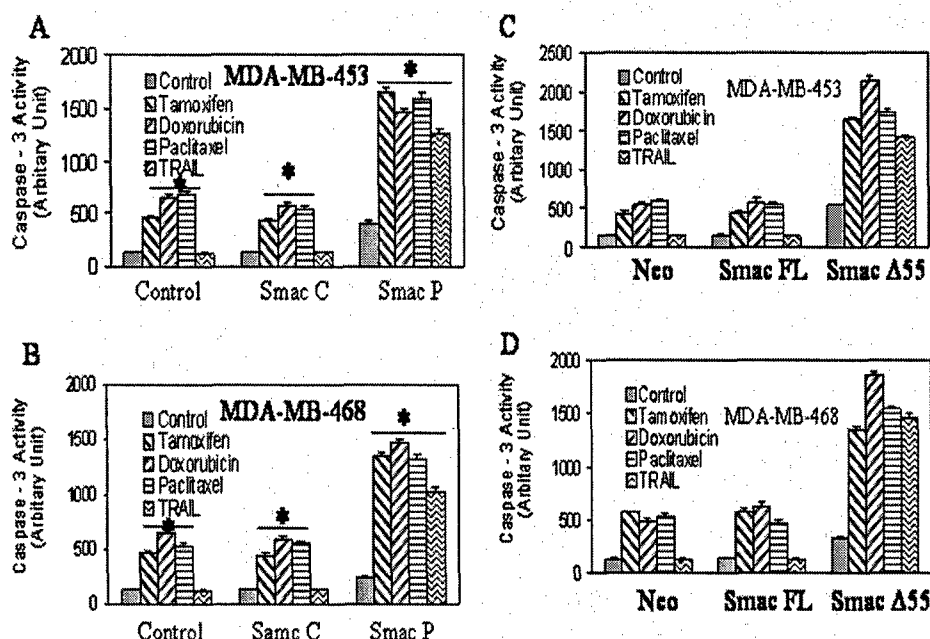 A
2000
1500
1000
500
0
Caspase - 3 Activity
(Arbitary Unit)
Control
Tamoxifen
Doxorubicin
Paclitaxel
TRAIL
MDA-MB-453
*
*
*
Control
Smac C
Smac P
C
2500
2000
1500
1000
500
0
Caspase - 3 Activity
(Arbitary Unit)
Control
Tamoxifen
Doxorubicin
Paclitaxel
TRAIL
MDA-MB-453
Neo
Smac FL
Smac Δ55
B
2000
1500
1000
500
0
Caspase - 3 Activity
(Arbitary Unit)
Control
Tamoxifen
Doxorubicin
Paclitaxel
TRAIL
MDA-MB-468
*
*
*
Control
Samc C
Smac P
D
2000
1500
1000
500
0
Caspase - 3 Activity
(Arbitary Unit)
Control
Tamoxifen
Doxorubicin
Paclitaxel
TRAIL
MDA-MB-468
Neo
Smac FL
Smac Δ55